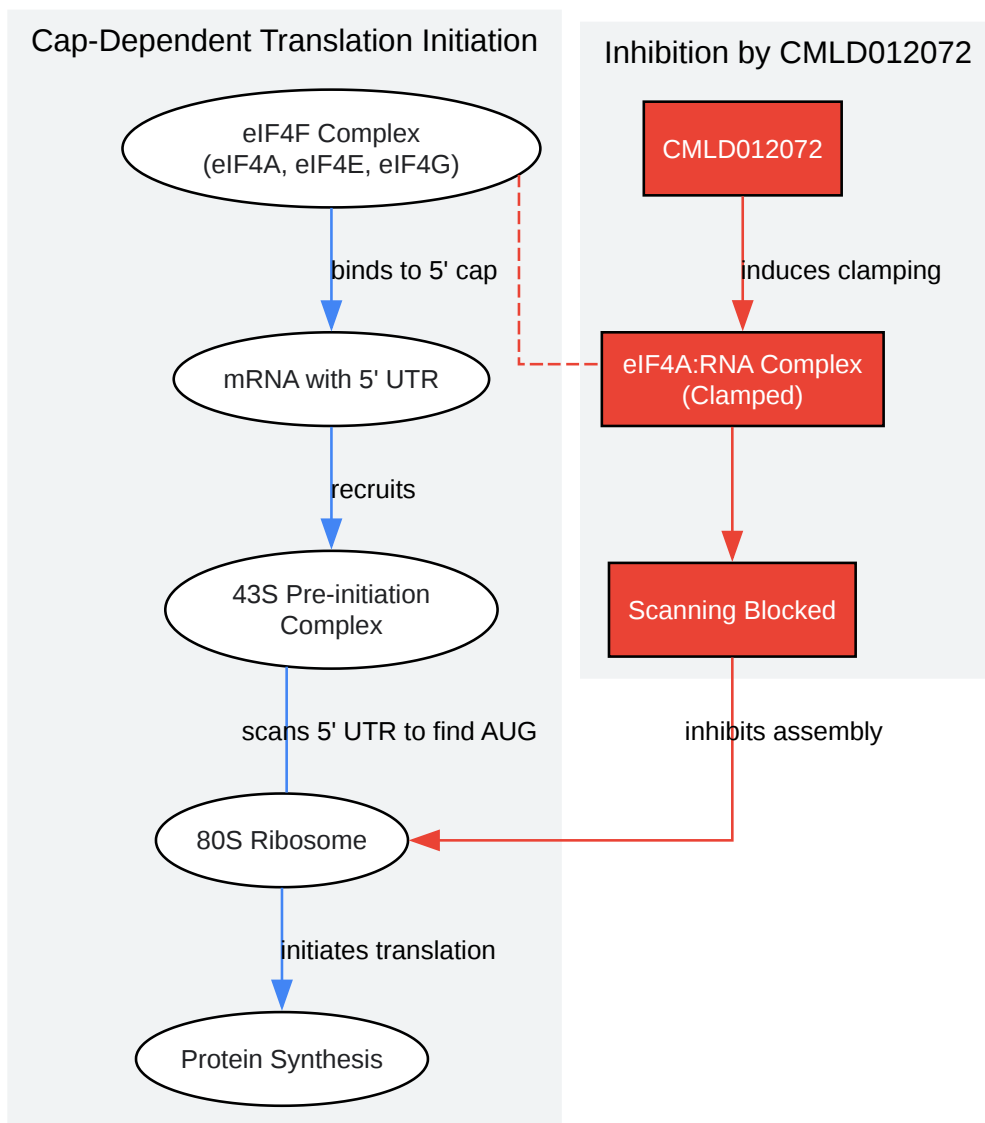 Cap-Dependent Translation Initiation
eIF4F Complex
(eIF4A, eIF4E, eIF4G)
binds to 5' cap
mRNA with 5' UTR
recruits
43S Pre-initiation
Complex
scans 5' UTR to find AUG
80S Ribosome
initiates translation
Protein Synthesis
Inhibition by CMLD012072
CMLD012072
induces clamping
eIF4A:RNA Complex
(Clamped)
Scanning Blocked
inhibits assembly